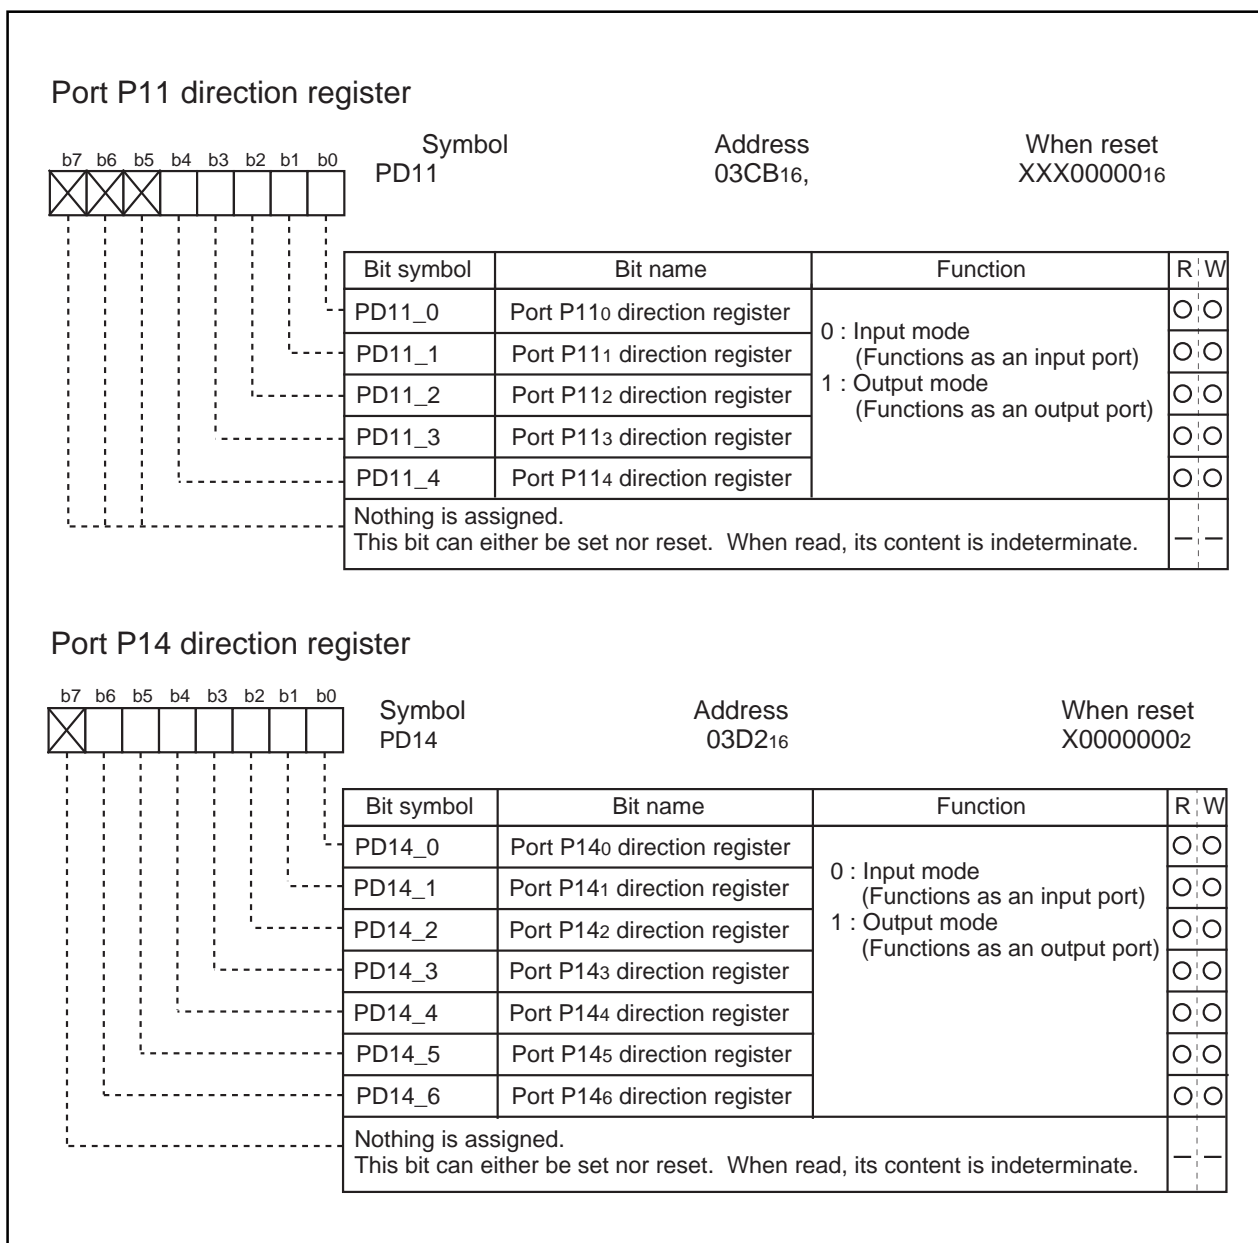 Port P11 direction register
Symbol Address When reset
b7 b6 b5 b4 b3 b2 b1 b0
PD11 03CB16, XXX0000016
Bit symbol Bit name Function R W
PD11_0 Port P110 direction register
PD11_1 Port P111 direction register
PD11_2 Port P112 direction register
PD11_3 Port P113 direction register
PD11_4 Port P114 direction register
0 : Input mode
(Functions as an input port)
1 : Output mode
(Functions as an output port)
Nothing is assigned.
This bit can either be set nor reset. When read, its content is indeterminate.
Port P14 direction register
b7 b6 b5 b4 b3 b2 b1 b0
Symbol Address When reset
PD14 03D216 X00000002
Bit symbol Bit name Function R W
PD14_0 Port P140 direction register
PD14_1 Port P141 direction register
PD14_2 Port P142 direction register
PD14_3 Port P143 direction register
PD14_4 Port P144 direction register
PD14_5 Port P145 direction register
PD14_6 Port P146 direction register
0 : Input mode
(Functions as an input port)
1 : Output mode
(Functions as an output port)
Nothing is assigned.
This bit can either be set nor reset. When read, its content is indeterminate.